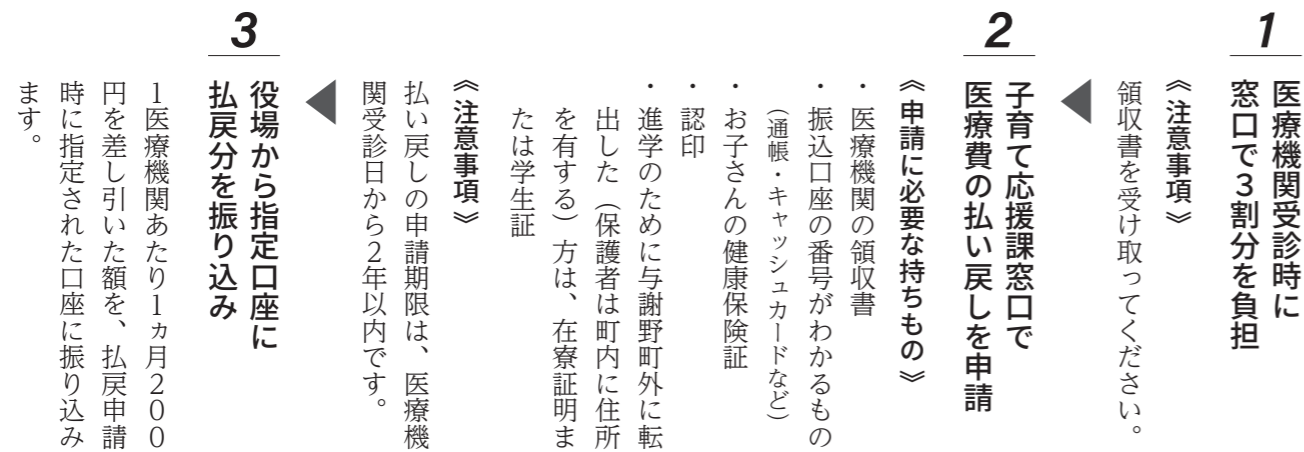 1
医療機関受診時に
窓口で３割分を負担
《注意事項》
領収書を受け取ってください。
2
子育て応援課窓口で
医療費の払い戻しを申請
《申請に必要な持ちもの》
・医療機関の領収書
・振込口座の番号がわかるもの
（通帳・キャッシュカードなど）
・お子さんの健康保険証
・認印
・進学のために与謝野町外に転
出した（保護者は町内に住所
を有する）方は、在寮証明ま
たは学生証
《注意事項》
払い戻しの申請期限は、医療機
関受診日から２年以内です。
3
役場から指定口座に
払戻分を振り込み
１医療機関あたり１ヵ月２００
円を差し引いた額を、払戻申請
時に指定された口座に振り込み
ます。